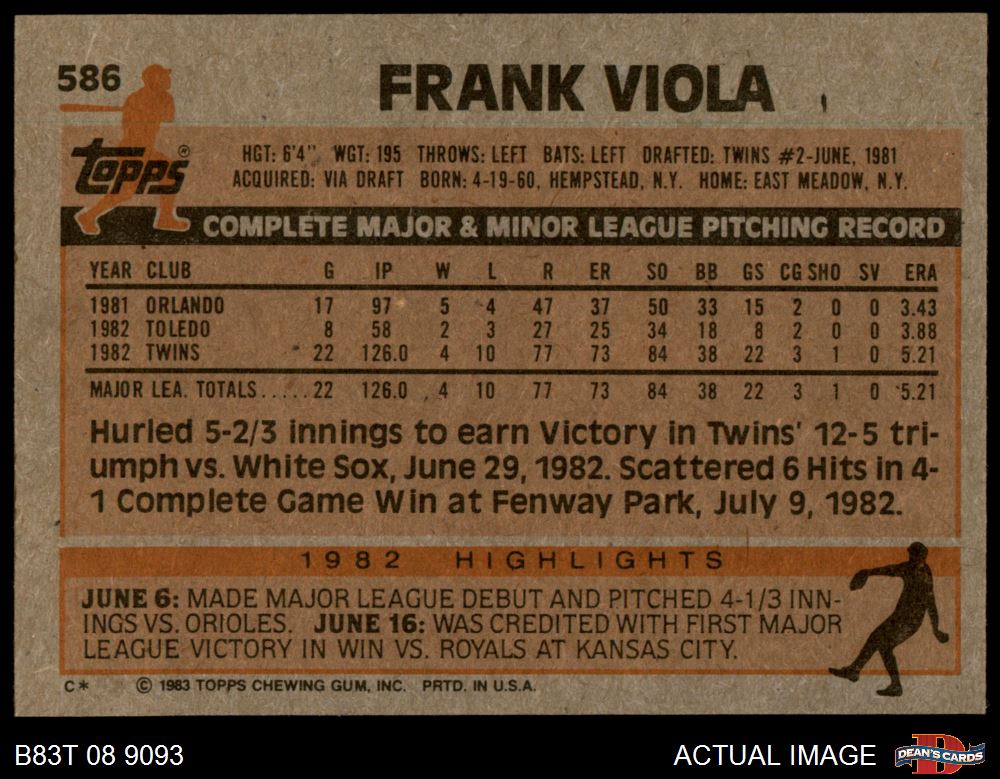 586
FRANK VIOLA
Topps®
HGT: 6'4" WGT: 195 THROWS: LEFT BATS: LEFT DRAFTED: TWINS #2-JUNE, 1981
ACQUIRED: VIA DRAFT BORN: 4-19-60, HEMPSTEAD, N.Y. HOME: EAST MEADOW, N.Y.
COMPLETE MAJOR & MINOR LEAGUE PITCHING RECORD
YEAR CLUB G IP W L R ER SO BB GS CG SHO SV ERA
1981 ORLANDO 17 97 5 4 47 37 50 33 15 2 0 0 3.43
1982 TOLEDO 8 58 2 3 27 25 34 18 8 2 0 0 3.88
1982 TWINS 22 126.0 4 10 77 73 84 38 22 3 1 0 5.21
MAJOR LEA. TOTALS.....22 126.0 4 10 77 73 84 38 22 3 1 0 5.21
Hurled 5-2/3 innings to earn Victory in Twins' 12-5 tri-
umph vs. White Sox, June 29, 1982. Scattered 6 Hits in 4-
1 Complete Game Win at Fenway Park, July 9, 1982.
1982 HIGHLIGHTS
JUNE 6: MADE MAJOR LEAGUE DEBUT AND PITCHED 4-1/3 INN-
INGS VS. ORIOLES. JUNE 16: WAS CREDITED WITH FIRST MAJOR
LEAGUE VICTORY IN WIN VS. ROYALS AT KANSAS CITY.
C* © 1983 TOPPS CHEWING GUM, INC. PRTD. IN U.S.A.
B83T 08 9093 ACTUAL IMAGE DEAN'S CARDS